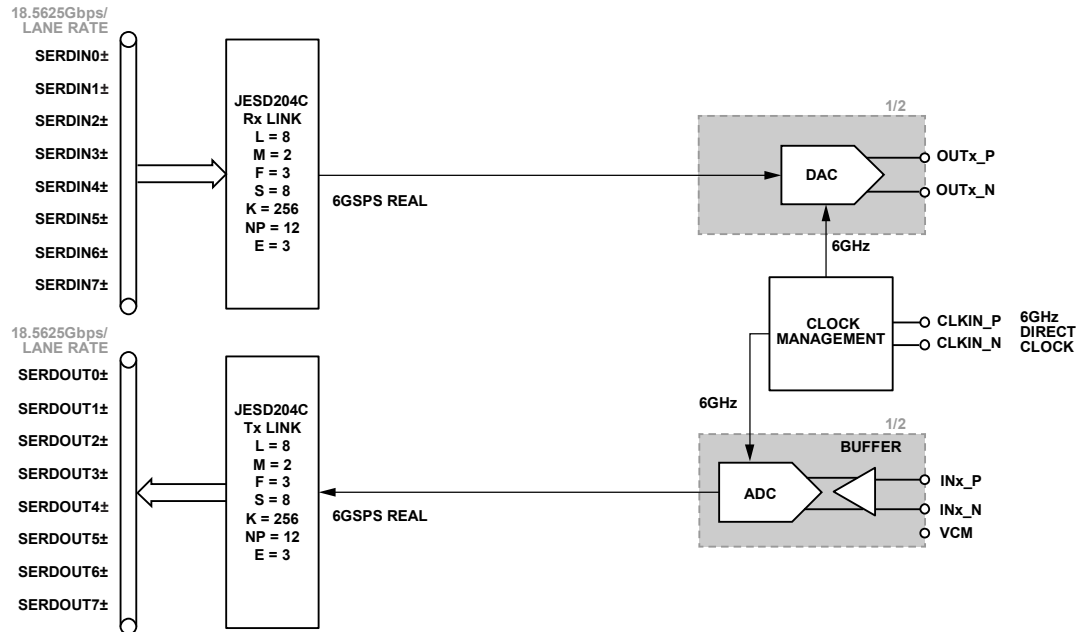 18.5625Gbps/
LANE RATE
SERDIN0±
SERDIN1±
SERDIN2±
SERDIN3±
SERDIN4±
SERDIN5±
SERDIN6±
SERDIN7±
JESD204C
Rx LINK
L = 8
M = 2
F = 3
S = 8
K = 256
NP = 12
E = 3
6GSPS REAL
1/2
DAC
OUTx_P
OUTx_N
6GHz
CLOCK
MANAGEMENT
CLKIN_P
CLKIN_N
6GHz
DIRECT
CLOCK
18.5625Gbps/
LANE RATE
SERDOUT0±
SERDOUT1±
SERDOUT2±
SERDOUT3±
SERDOUT4±
SERDOUT5±
SERDOUT6±
SERDOUT7±
JESD204C
Tx LINK
L = 8
M = 2
F = 3
S = 8
K = 256
NP = 12
E = 3
6GSPS REAL
6GHz
1/2
BUFFER
ADC
INx_P
INx_N
VCM